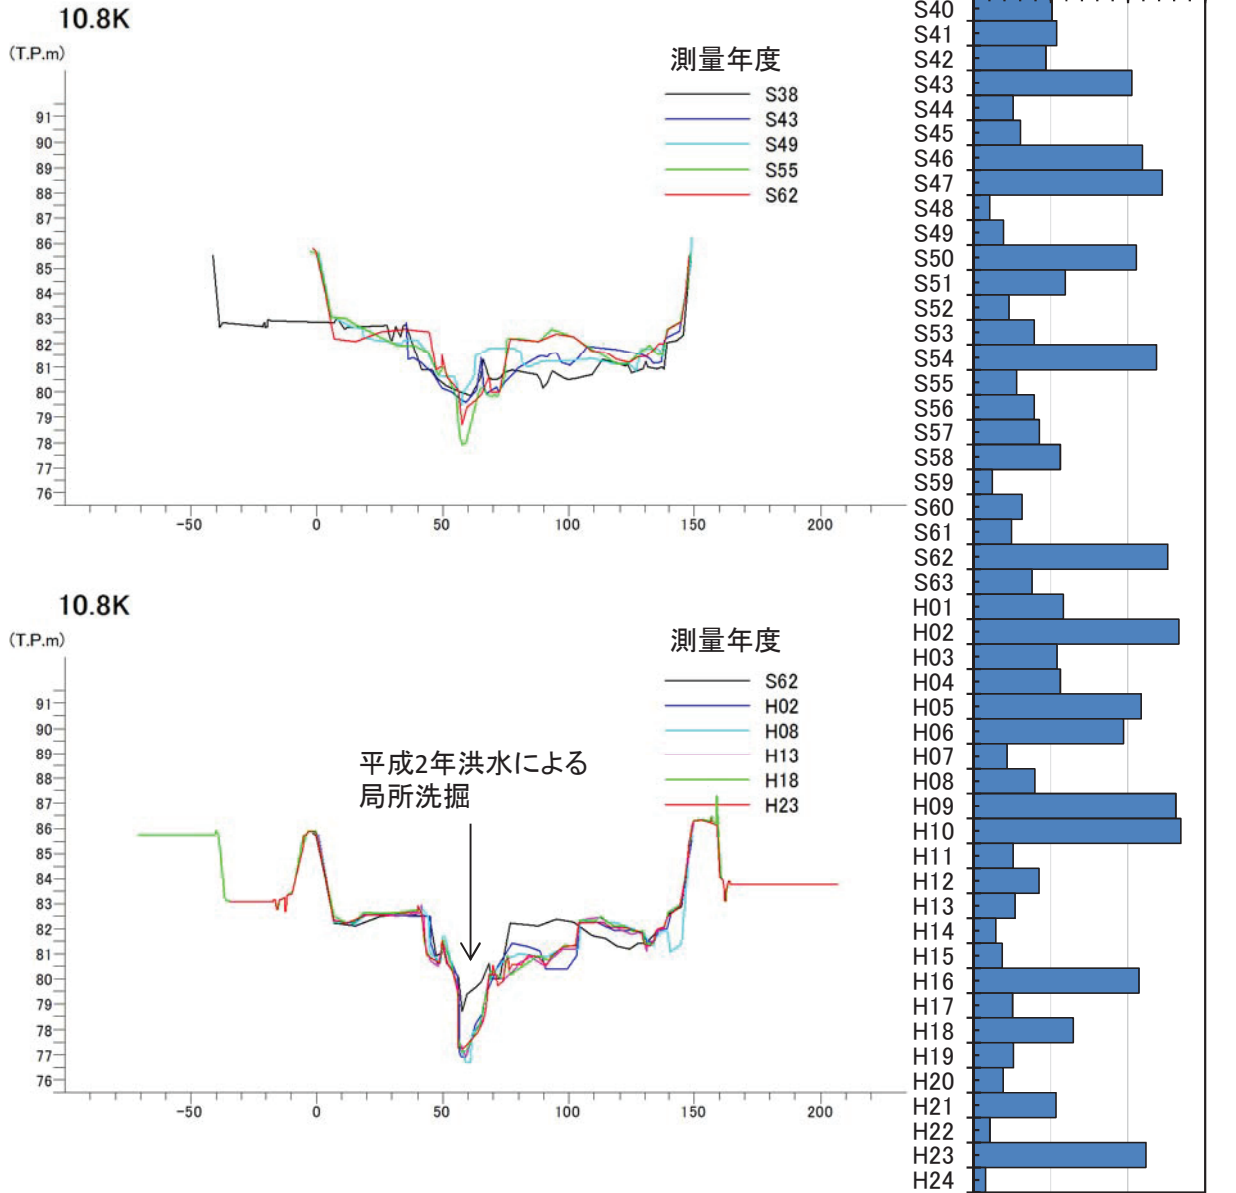 10.8K
(T.P.m)
測量年度
S38
S43
S49
S55
S62
91
90
89
88
87
86
85
84
83
82
81
80
79
78
77
76
-50
0
50
100
150
200
10.8K
(T.P.m)
測量年度
S62
H02
H08
H13
H18
H23
平成2年洪水による
局所洗掘
91
90
89
88
87
86
85
84
83
82
81
80
79
78
77
76
-50
0
50
100
150
200
S40
S41
S42
S43
S44
S45
S46
S47
S48
S49
S50
S51
S52
S53
S54
S55
S56
S57
S58
S59
S60
S61
S62
S63
H01
H02
H03
H04
H05
H06
H07
H08
H09
H10
H11
H12
H13
H14
H15
H16
H17
H18
H19
H20
H21
H22
H23
H24